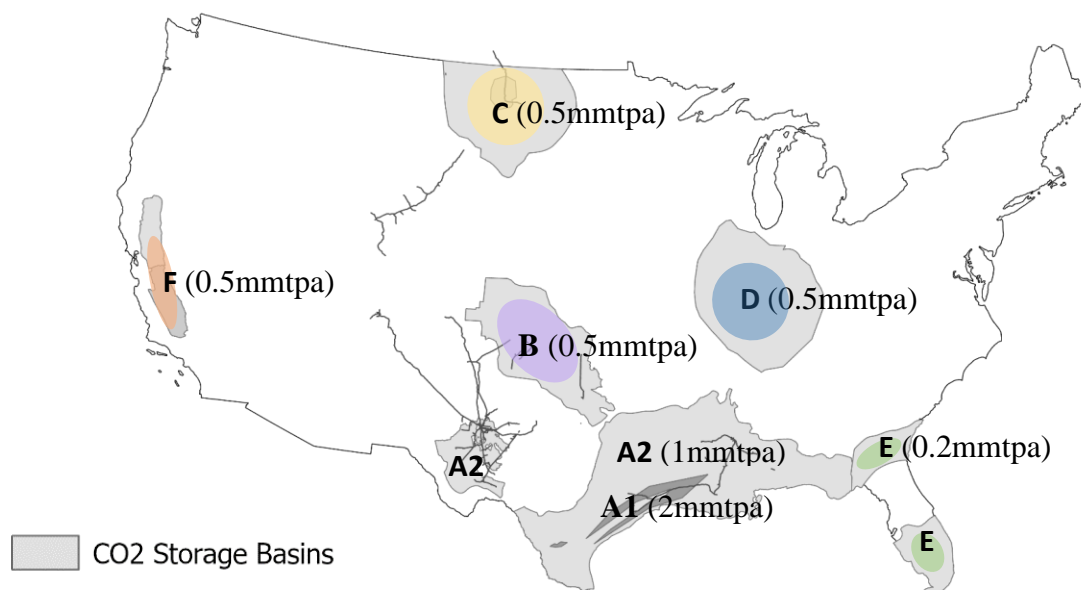 C (0.5mmtpa)
F (0.5mmtpa)
D (0.5mmtpa)
B (0.5mmtpa)
A2
A2 (1mmtpa)
E (0.2mmtpa)
A1 (2mmtpa)
E
CO2 Storage Basins